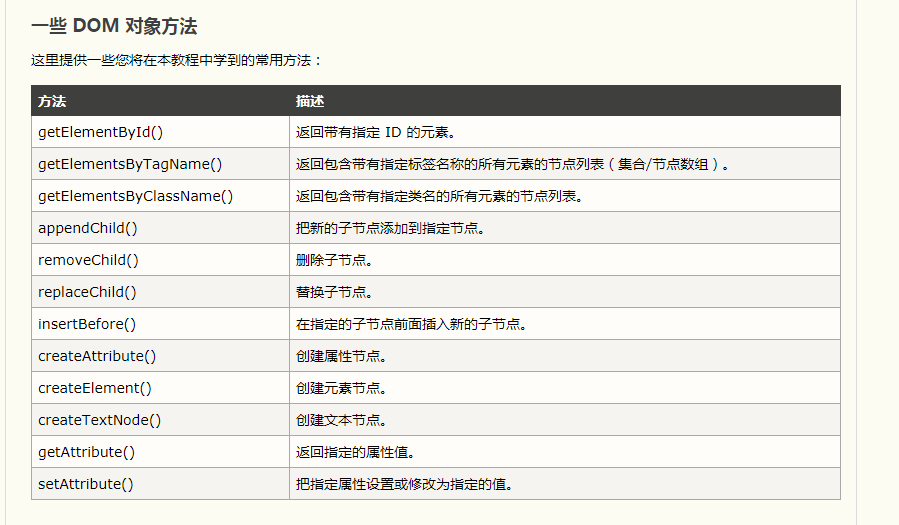 一些 DOM 对象方法
这里提供一些您将在本教程中学到的常用方法：
方法 描述
getElementById() 返回带有指定 ID 的元素。
getElementsByTagName() 返回包含带有指定标签名称的所有元素的节点列表（集合/节点数组）。
getElementsByClassName() 返回包含带有指定类名的所有元素的节点列表。
appendChild() 把新的子节点添加到指定节点。
removeChild() 删除子节点。
replaceChild() 替换子节点。
insertBefore() 在指定的子节点前面插入新的子节点。
createAttribute() 创建属性节点。
createElement() 创建元素节点。
createTextNode() 创建文本节点。
getAttribute() 返回指定的属性值。
setAttribute() 把指定属性设置或修改为指定的值。